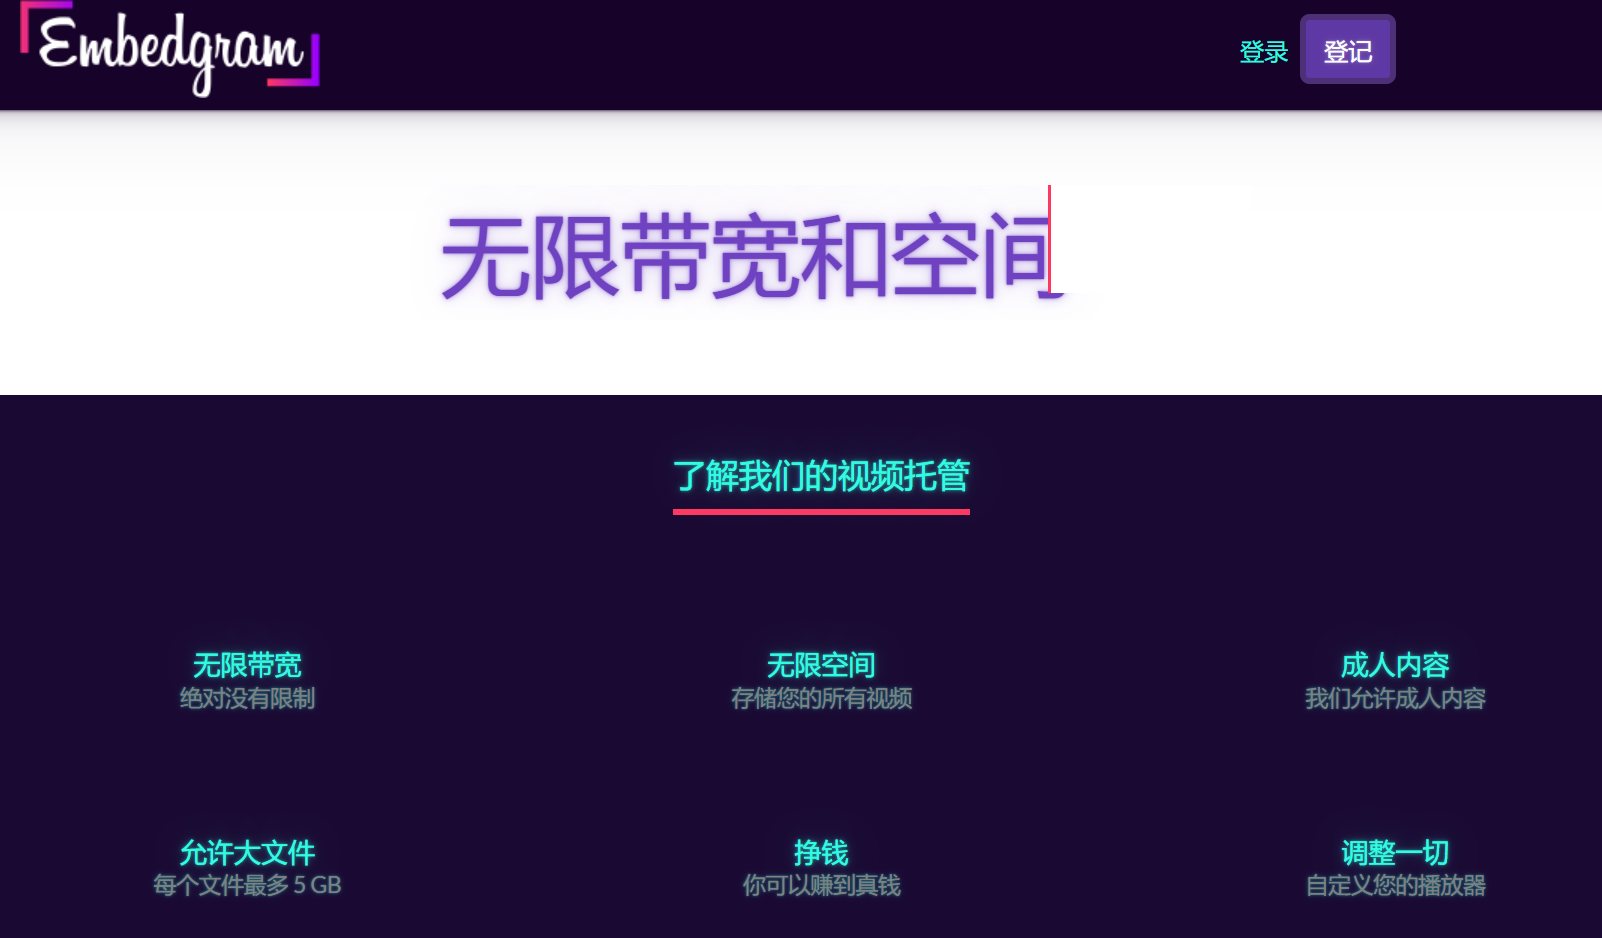 Embedgram
登录 登记
无限带宽和空间
了解我们的视频托管
无限带宽 无限空间 成人内容
绝对没有限制 存储您的所有视频 我们允许成人内容
允许大文件 挣钱 调整一切
每个文件最多 5 GB 你可以赚到真钱 自定义您的播放器